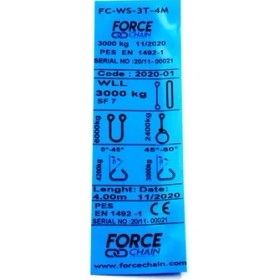 FC-WS-3T-4M
FORCE
CHAIN
3000 kg 11/2020
PES EN 1492-1
SERIAL NO: 20/11-00021
Code : 2020-01
WLL
3000 kg
SF 7
6000kg
2400kg
0°-45° 45°-60°
4200kg
3000kg
Lenght: Date:
4.00m 11/2020
PES
EN 1492 -1 CE
SERIAL NO: 20/11-00021
FORCE
CHAIN
www.forcechain.com